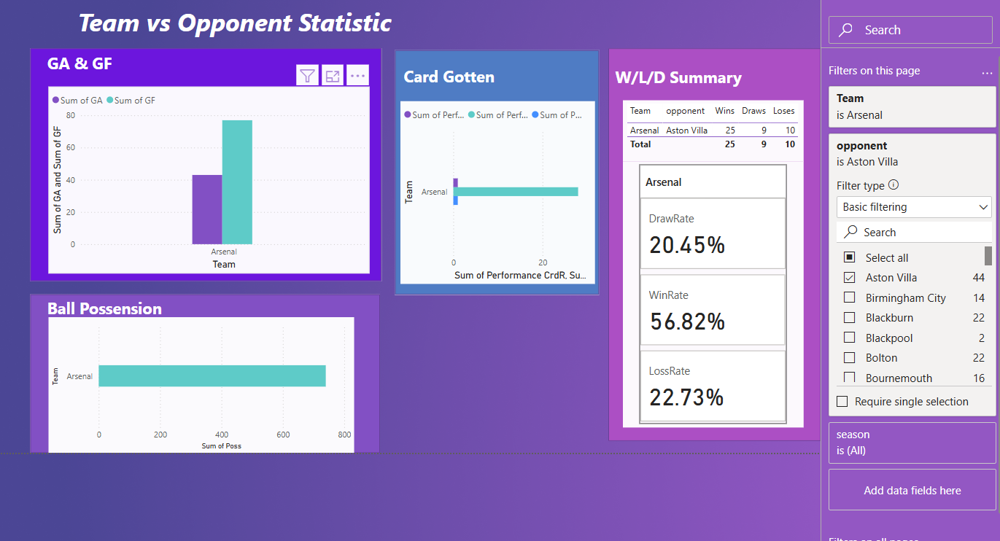 Team vs Opponent Statistic
GA & GF
Sum of GA Sum of GF
80
60
40
20
0
Sum of GA and Sum of GF
Arsenal
Team
Ball Possension
Team
Arsenal
0 200 400 600 800
Sum of Poss
Card Gotten
Sum of Perf... Sum of Perf... Sum of P...
Team
Arsenal
0 20
Sum of Performance CrdR, Su...
W/L/D Summary
Team opponent Wins Draws Loses
Arsenal Aston Villa 25 9 10
Total 25 9 10
Arsenal
DrawRate
20.45%
WinRate
56.82%
LossRate
22.73%
Search
Filters on this page ...
Team
is Arsenal
opponent
is Aston Villa
Filter type
Basic filtering
Search
Select all
Aston Villa 44
Birmingham City 14
Blackburn 22
Blackpool 2
Bolton 22
Bournemouth 16
Require single selection
season
is (All)
Add data fields here
Filters on all pages